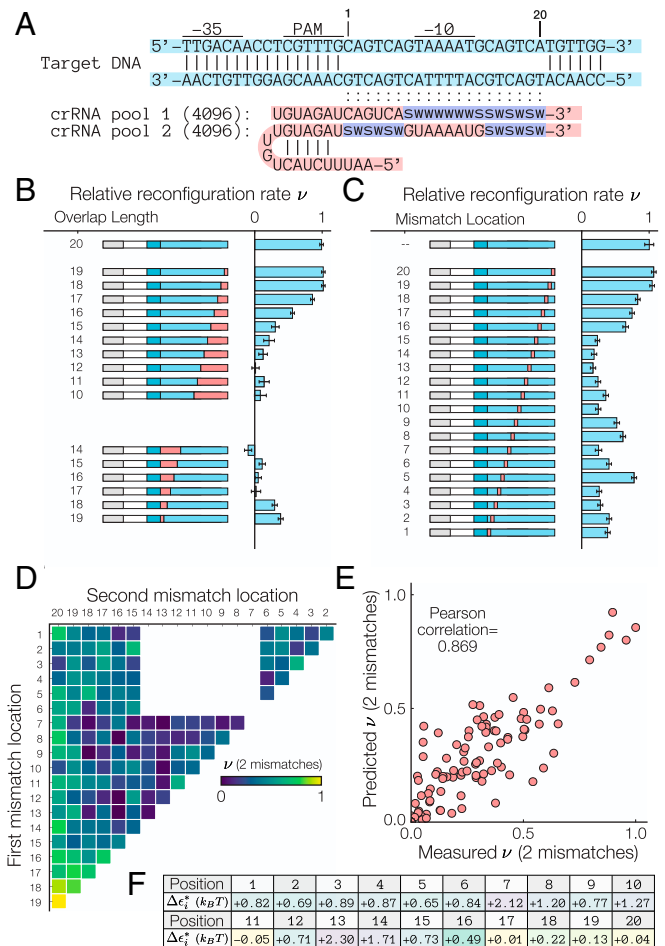 A
-35 PAM 1 -10 20
5'-TTGACAACCTCGTTTGCAGTCAGTAAAATGCAGTCATGTTGG-3'
Target DNA
3'-AACTGTTGGAGCAAACGTCAGTCATTTTACGTCAGTACAACC-5'
crRNA pool 1 (4096): UGUAGAUCAGUCASWWWWWWSSWSWSW-3'
crRNA pool 2 (4096): UGUAGAUSWSWSWGUAAAAUGSWSWSW-3'
U
G
UCAUCUUUAA-5'
B
Relative reconfiguration rate ν
Overlap Length
0 1
20
19
18
17
16
15
14
13
12
11
10
14
15
16
17
18
19
C
Relative reconfiguration rate ν
Mismatch Location
0 1
--
20
19
18
17
16
15
14
13
12
11
10
9
8
7
6
5
4
3
2
1
D
Second mismatch location
20 19 18 17 16 15 14 13 12 11 10 9 8 7 6 5 4 3 2
First mismatch location
1
2
3
4
5
6
7
8
9
10
11
12
13
14
15
16
17
18
19
ν (2 mismatches)
0 1
E
Pearson
correlation=
0.869
Predicted ν (2 mismatches)
1.0
0.5
0.0
0.0 0.5 1.0
Measured ν (2 mismatches)
F
Position 1 2 3 4 5 6 7 8 9 10
Δϵ*i (kBT) +0.82 +0.69 +0.89 +0.87 +0.65 +0.84 +2.12 +1.20 +0.77 +1.27
Position 11 12 13 14 15 16 17 18 19 20
Δϵ*i (kBT) -0.05 +0.71 +2.30 +1.71 +0.73 +0.49 +0.01 +0.22 +0.13 +0.04